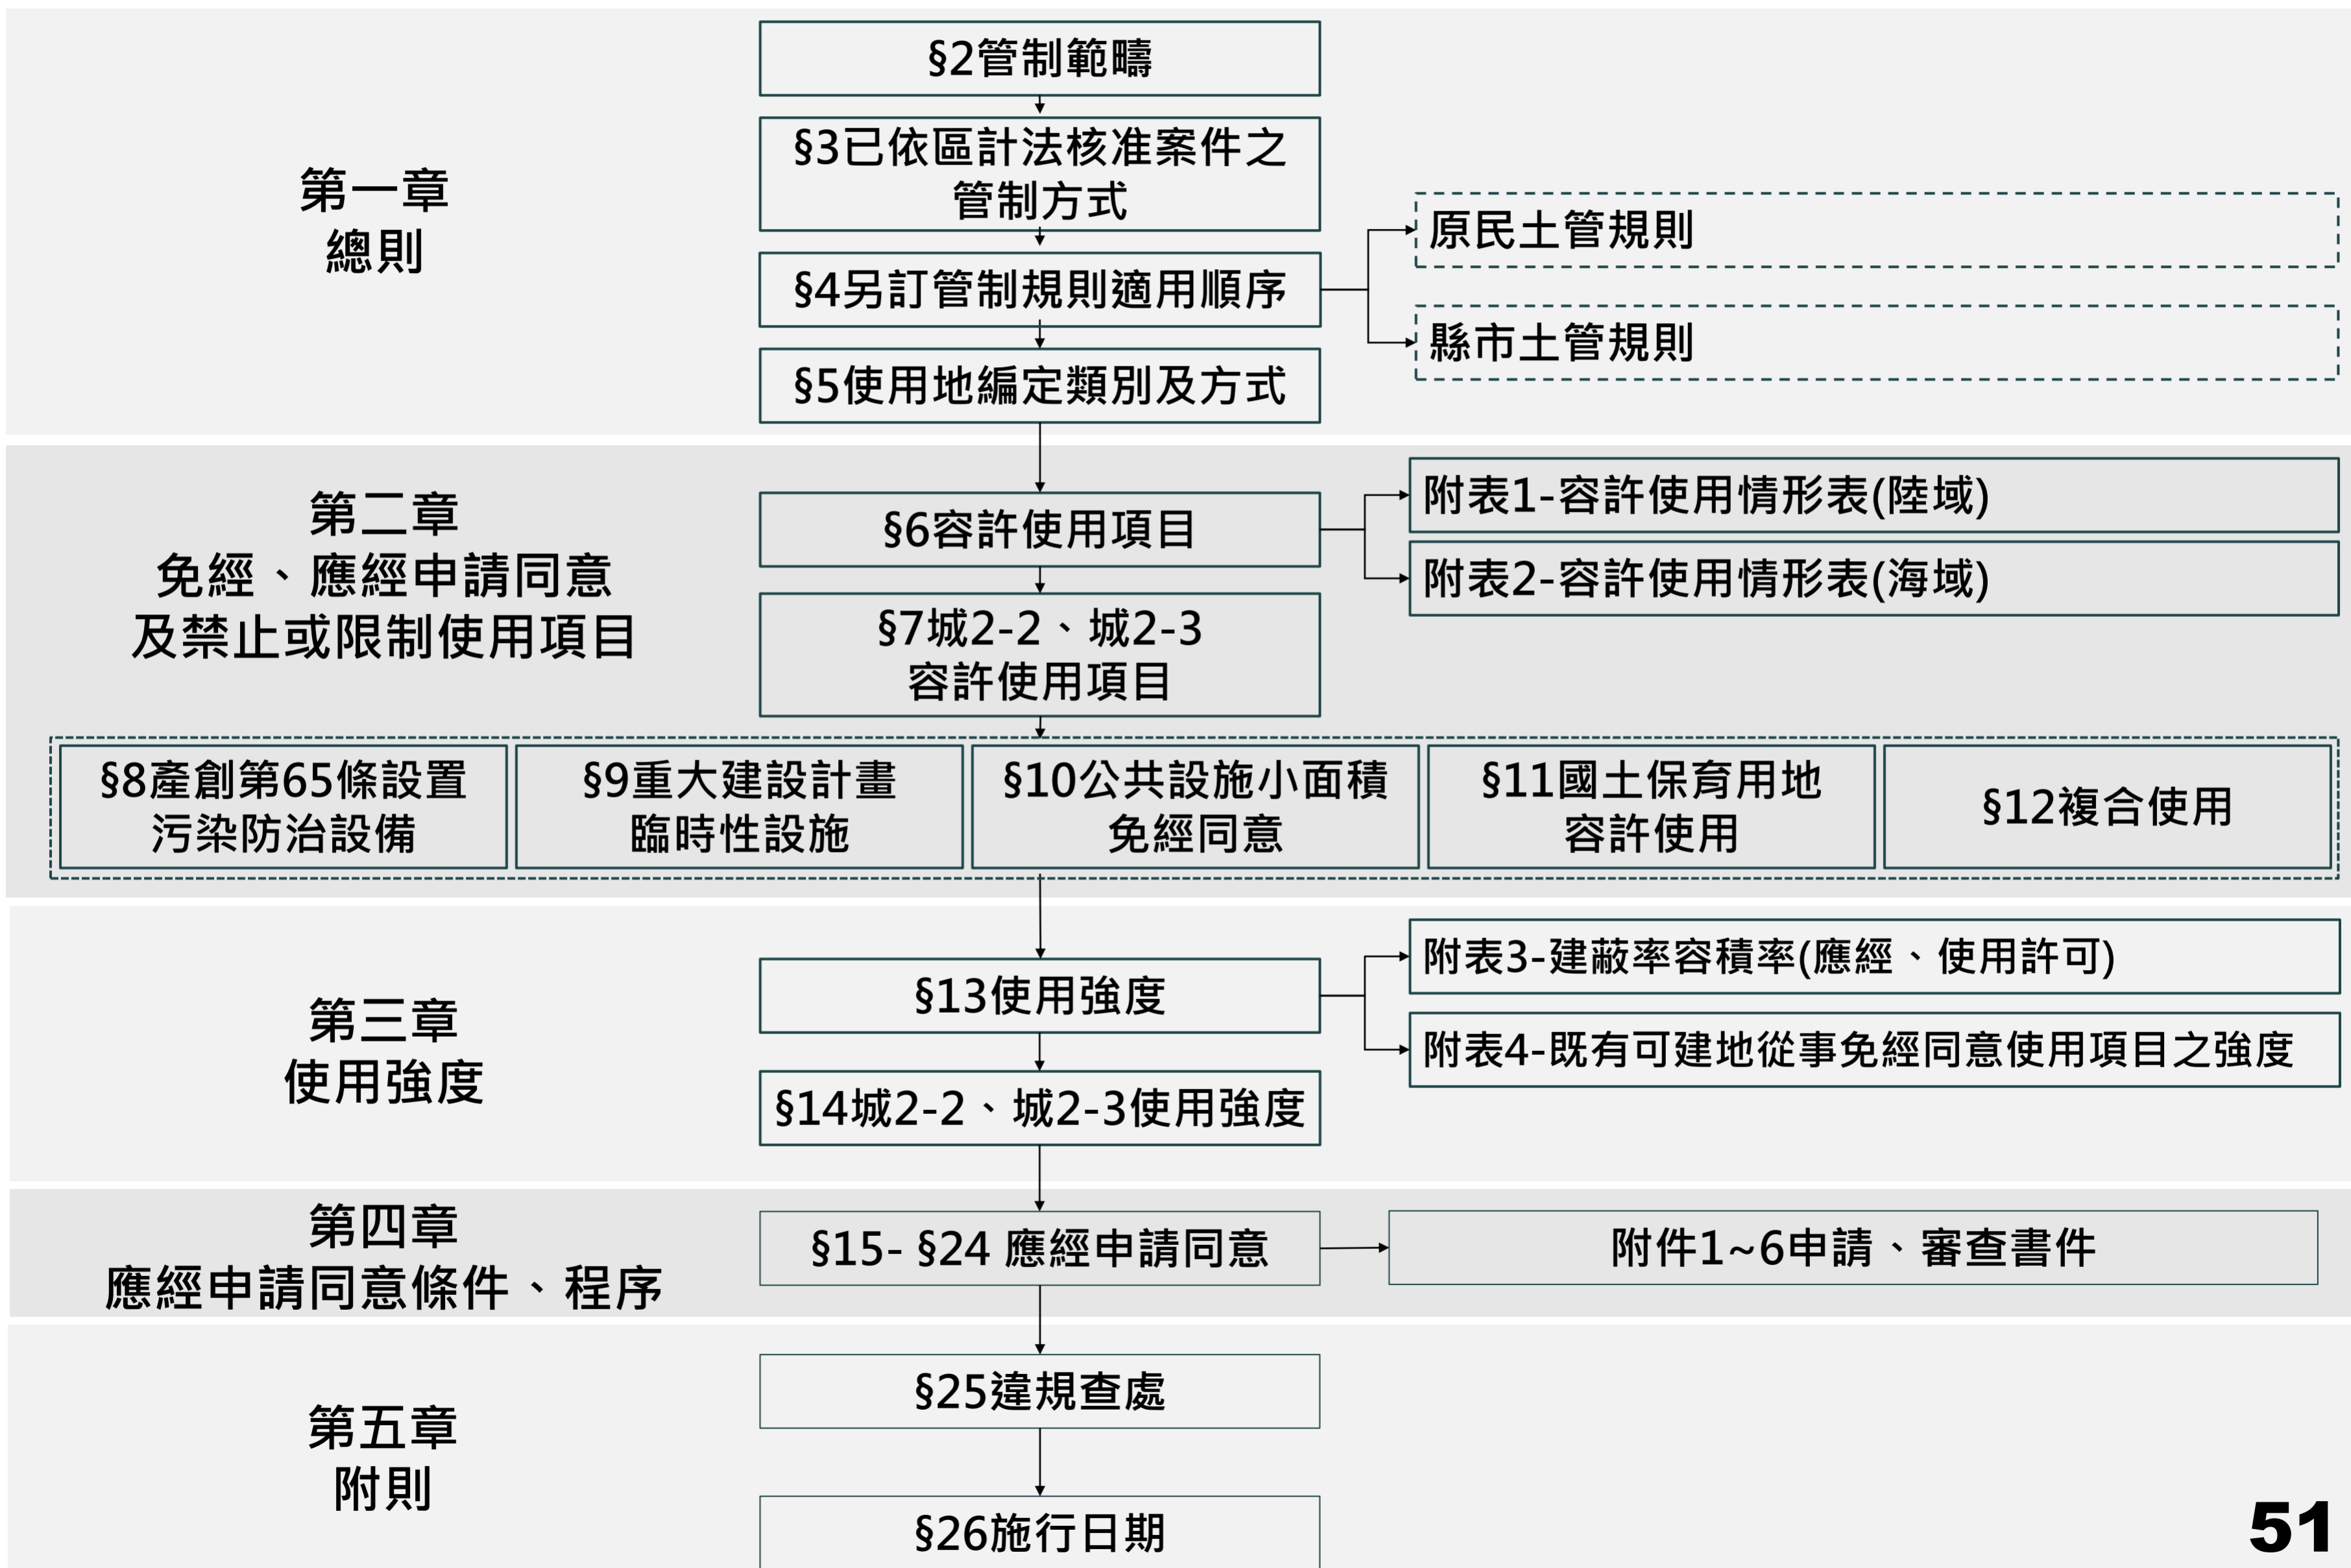 §2管制範疇
§3已依區計法核准案件之
管制方式
第一章
總則
§4另訂管制規則適用順序
原民土管規則
縣市土管規則
§5使用地編定類別及方式
第二章
免經、應經申請同意
及禁止或限制使用項目
§6容許使用項目
附表1-容許使用情形表(陸域)
附表2-容許使用情形表(海域)
§7城2-2、城2-3
容許使用項目
§8產創第65條設置
污染防治設備
§9重大建設計畫
臨時性設施
§10公共設施小面積
免經同意
§11國土保育用地
容許使用
§12複合使用
第三章
使用強度
§13使用強度
附表3-建蔽率容積率(應經、使用許可)
附表4-既有可建地從事免經同意使用項目之強度
§14城2-2、城2-3使用強度
第四章
應經申請同意條件、程序
§15- §24 應經申請同意
附件1~6申請、審查書件
第五章
附則
§25違規查處
§26施行日期
51